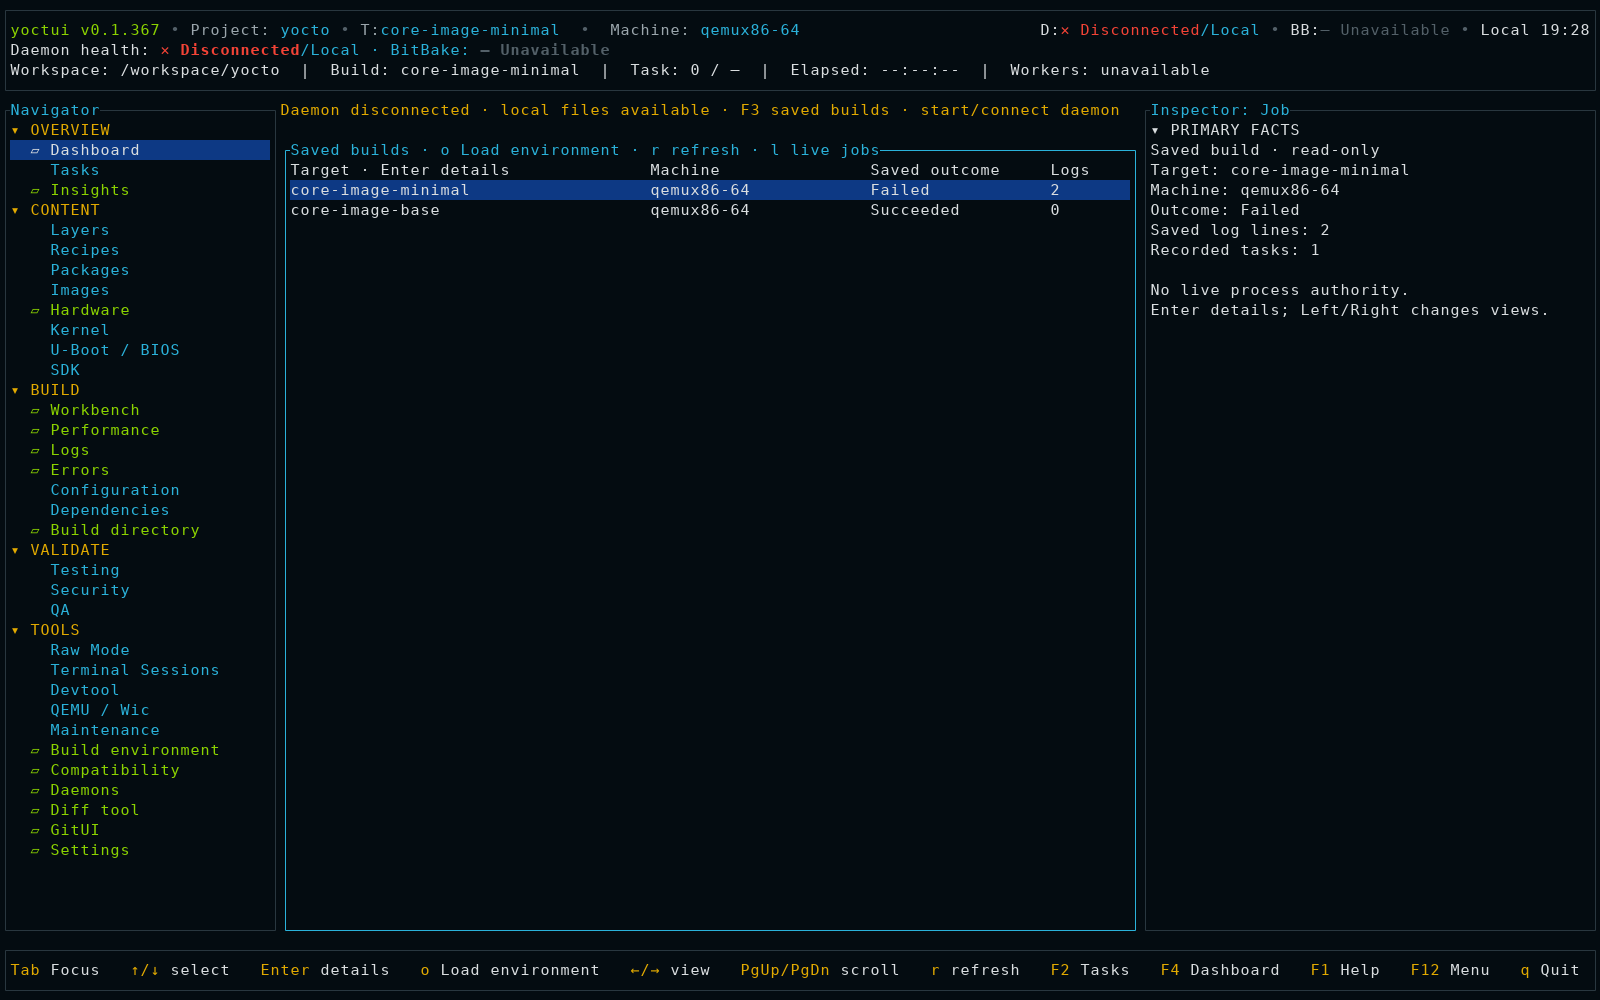 yoctui v0.1.367 • Project: yocto • T:core-image-minimal • Machine: qemux86-64 D:✕ Disconnected/Local • BB:— Unavailable • Local 19:28
Daemon health: ✕ Disconnected/Local · BitBake: — Unavailable
Workspace: /workspace/yocto | Build: core-image-minimal | Task: 0 / — | Elapsed: --:--:-- | Workers: unavailable
Navigator
▾ OVERVIEW
▱ Dashboard
Tasks
▱ Insights
▾ CONTENT
Layers
Recipes
Packages
Images
▱ Hardware
Kernel
U-Boot / BIOS
SDK
▾ BUILD
▱ Workbench
▱ Performance
▱ Logs
▱ Errors
Configuration
Dependencies
▱ Build directory
▾ VALIDATE
Testing
Security
QA
▾ TOOLS
Raw Mode
Terminal Sessions
Devtool
QEMU / Wic
Maintenance
▱ Build environment
▱ Compatibility
▱ Daemons
▱ Diff tool
▱ GitUI
▱ Settings
Daemon disconnected · local files available · F3 saved builds · start/connect daemon
Saved builds · o Load environment · r refresh · l live jobs
Target · Enter details Machine Saved outcome Logs
core-image-minimal qemux86-64 Failed 2
core-image-base qemux86-64 Succeeded 0
Inspector: Job
▾ PRIMARY FACTS
Saved build · read-only
Target: core-image-minimal
Machine: qemux86-64
Outcome: Failed
Saved log lines: 2
Recorded tasks: 1
No live process authority.
Enter details; Left/Right changes views.
Tab Focus ↑/↓ select Enter details o Load environment ←/→ view PgUp/PgDn scroll r refresh F2 Tasks F4 Dashboard F1 Help F12 Menu q Quit